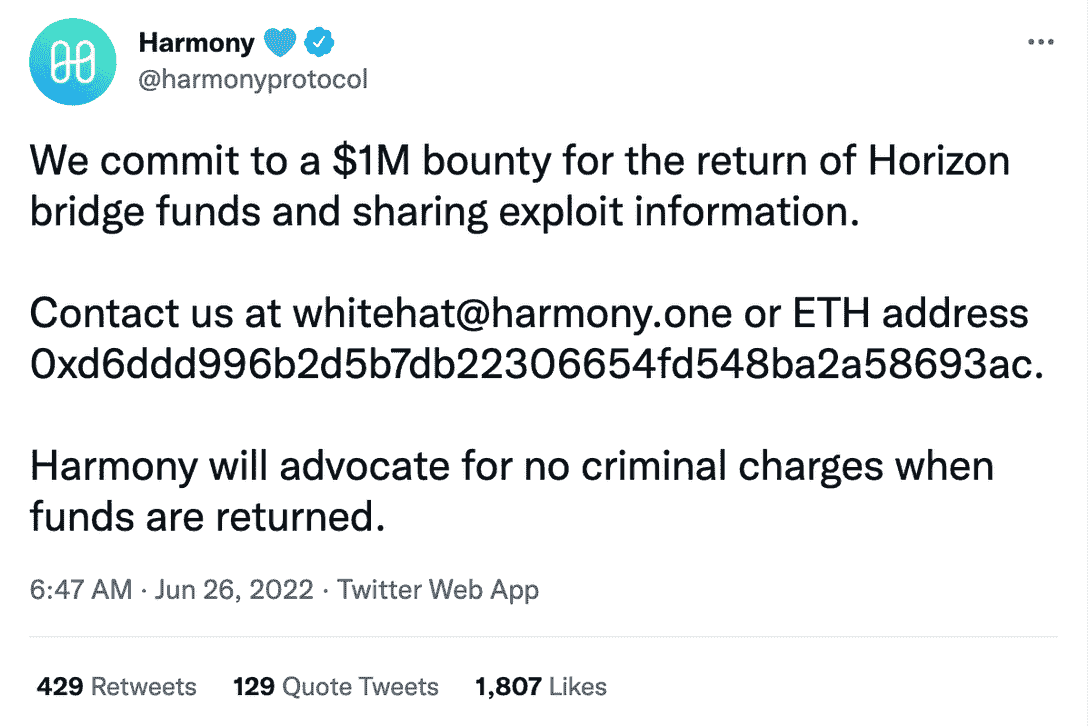 Harmony 💙
@harmonyprotocol
We commit to a $1M bounty for the return of Horizon
bridge funds and sharing exploit information.
Contact us at whitehat@harmony.one or ETH address
0xd6ddd996b2d5b7db22306654fd548ba2a58693ac.
Harmony will advocate for no criminal charges when
funds are returned.
6:47 AM · Jun 26, 2022 · Twitter Web App
429 Retweets 129 Quote Tweets 1,807 Likes